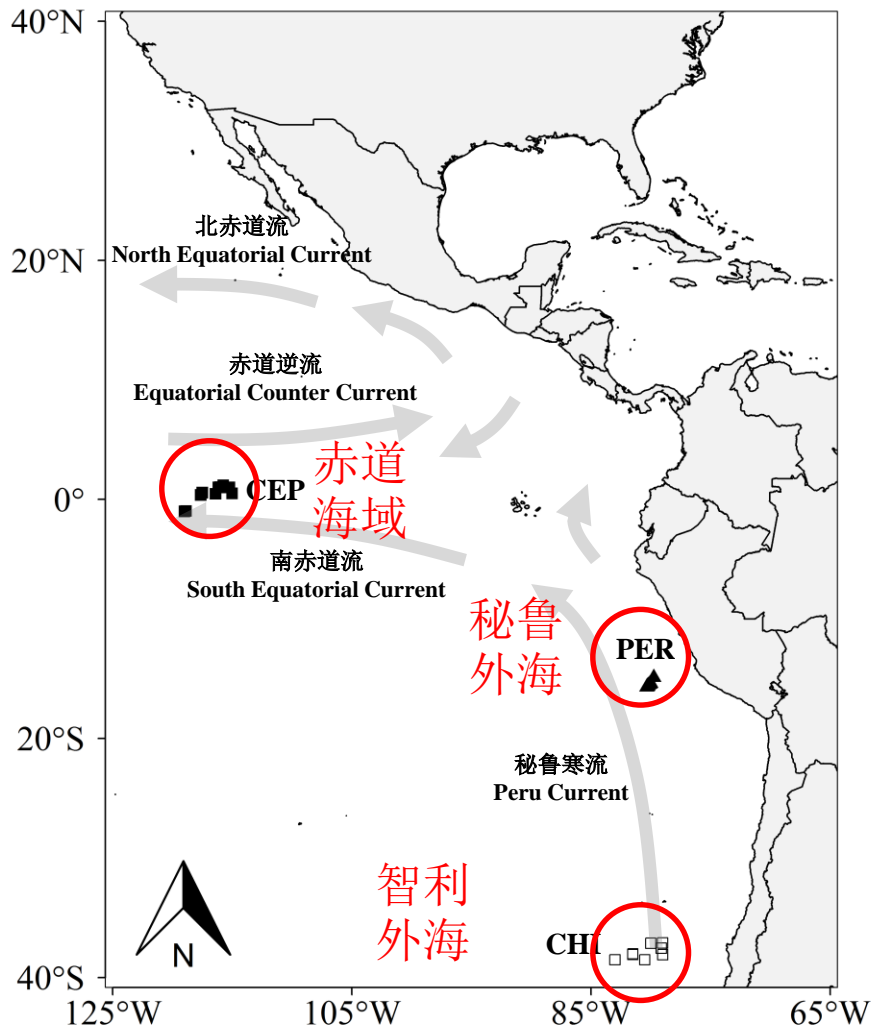 40°N
北赤道流
North Equatorial Current
20°N
赤道逆流
Equatorial Counter Current
赤道
海域
CEP
0°
南赤道流
South Equatorial Current
秘鲁
外海
PER
20°S
秘鲁寒流
Peru Current
智利
外海
CHI
N
40°S
125°W
105°W
85°W
65°W